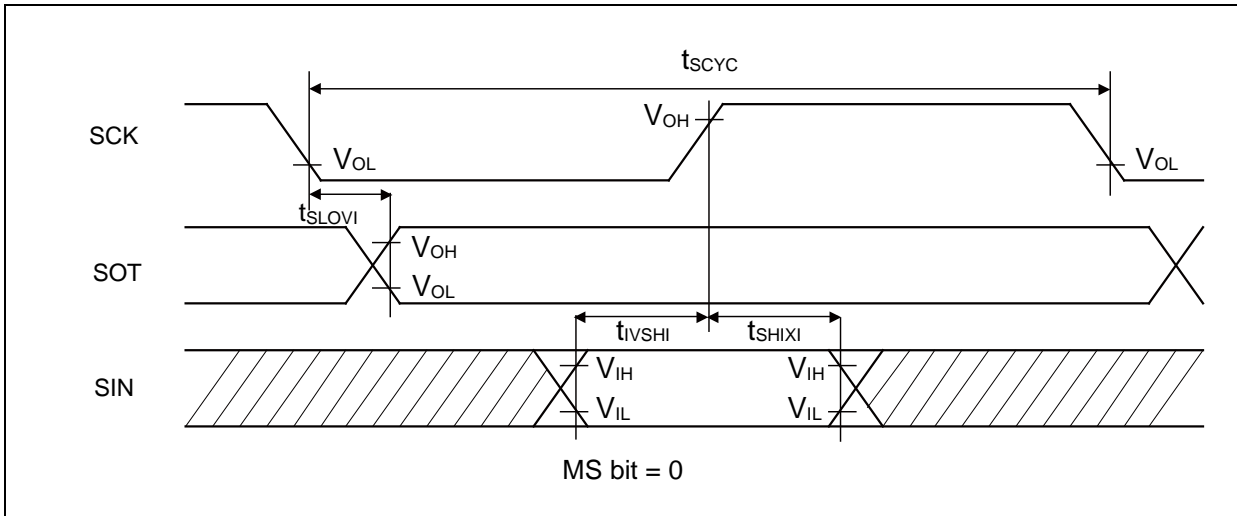 tSCYC
SCK
VOH
VOL
VOL
tSLOVI
SOT
VOH
VOL
tIVSHI
tSHIXI
SIN
VIH
VIH
VIL
VIL
MS bit = 0